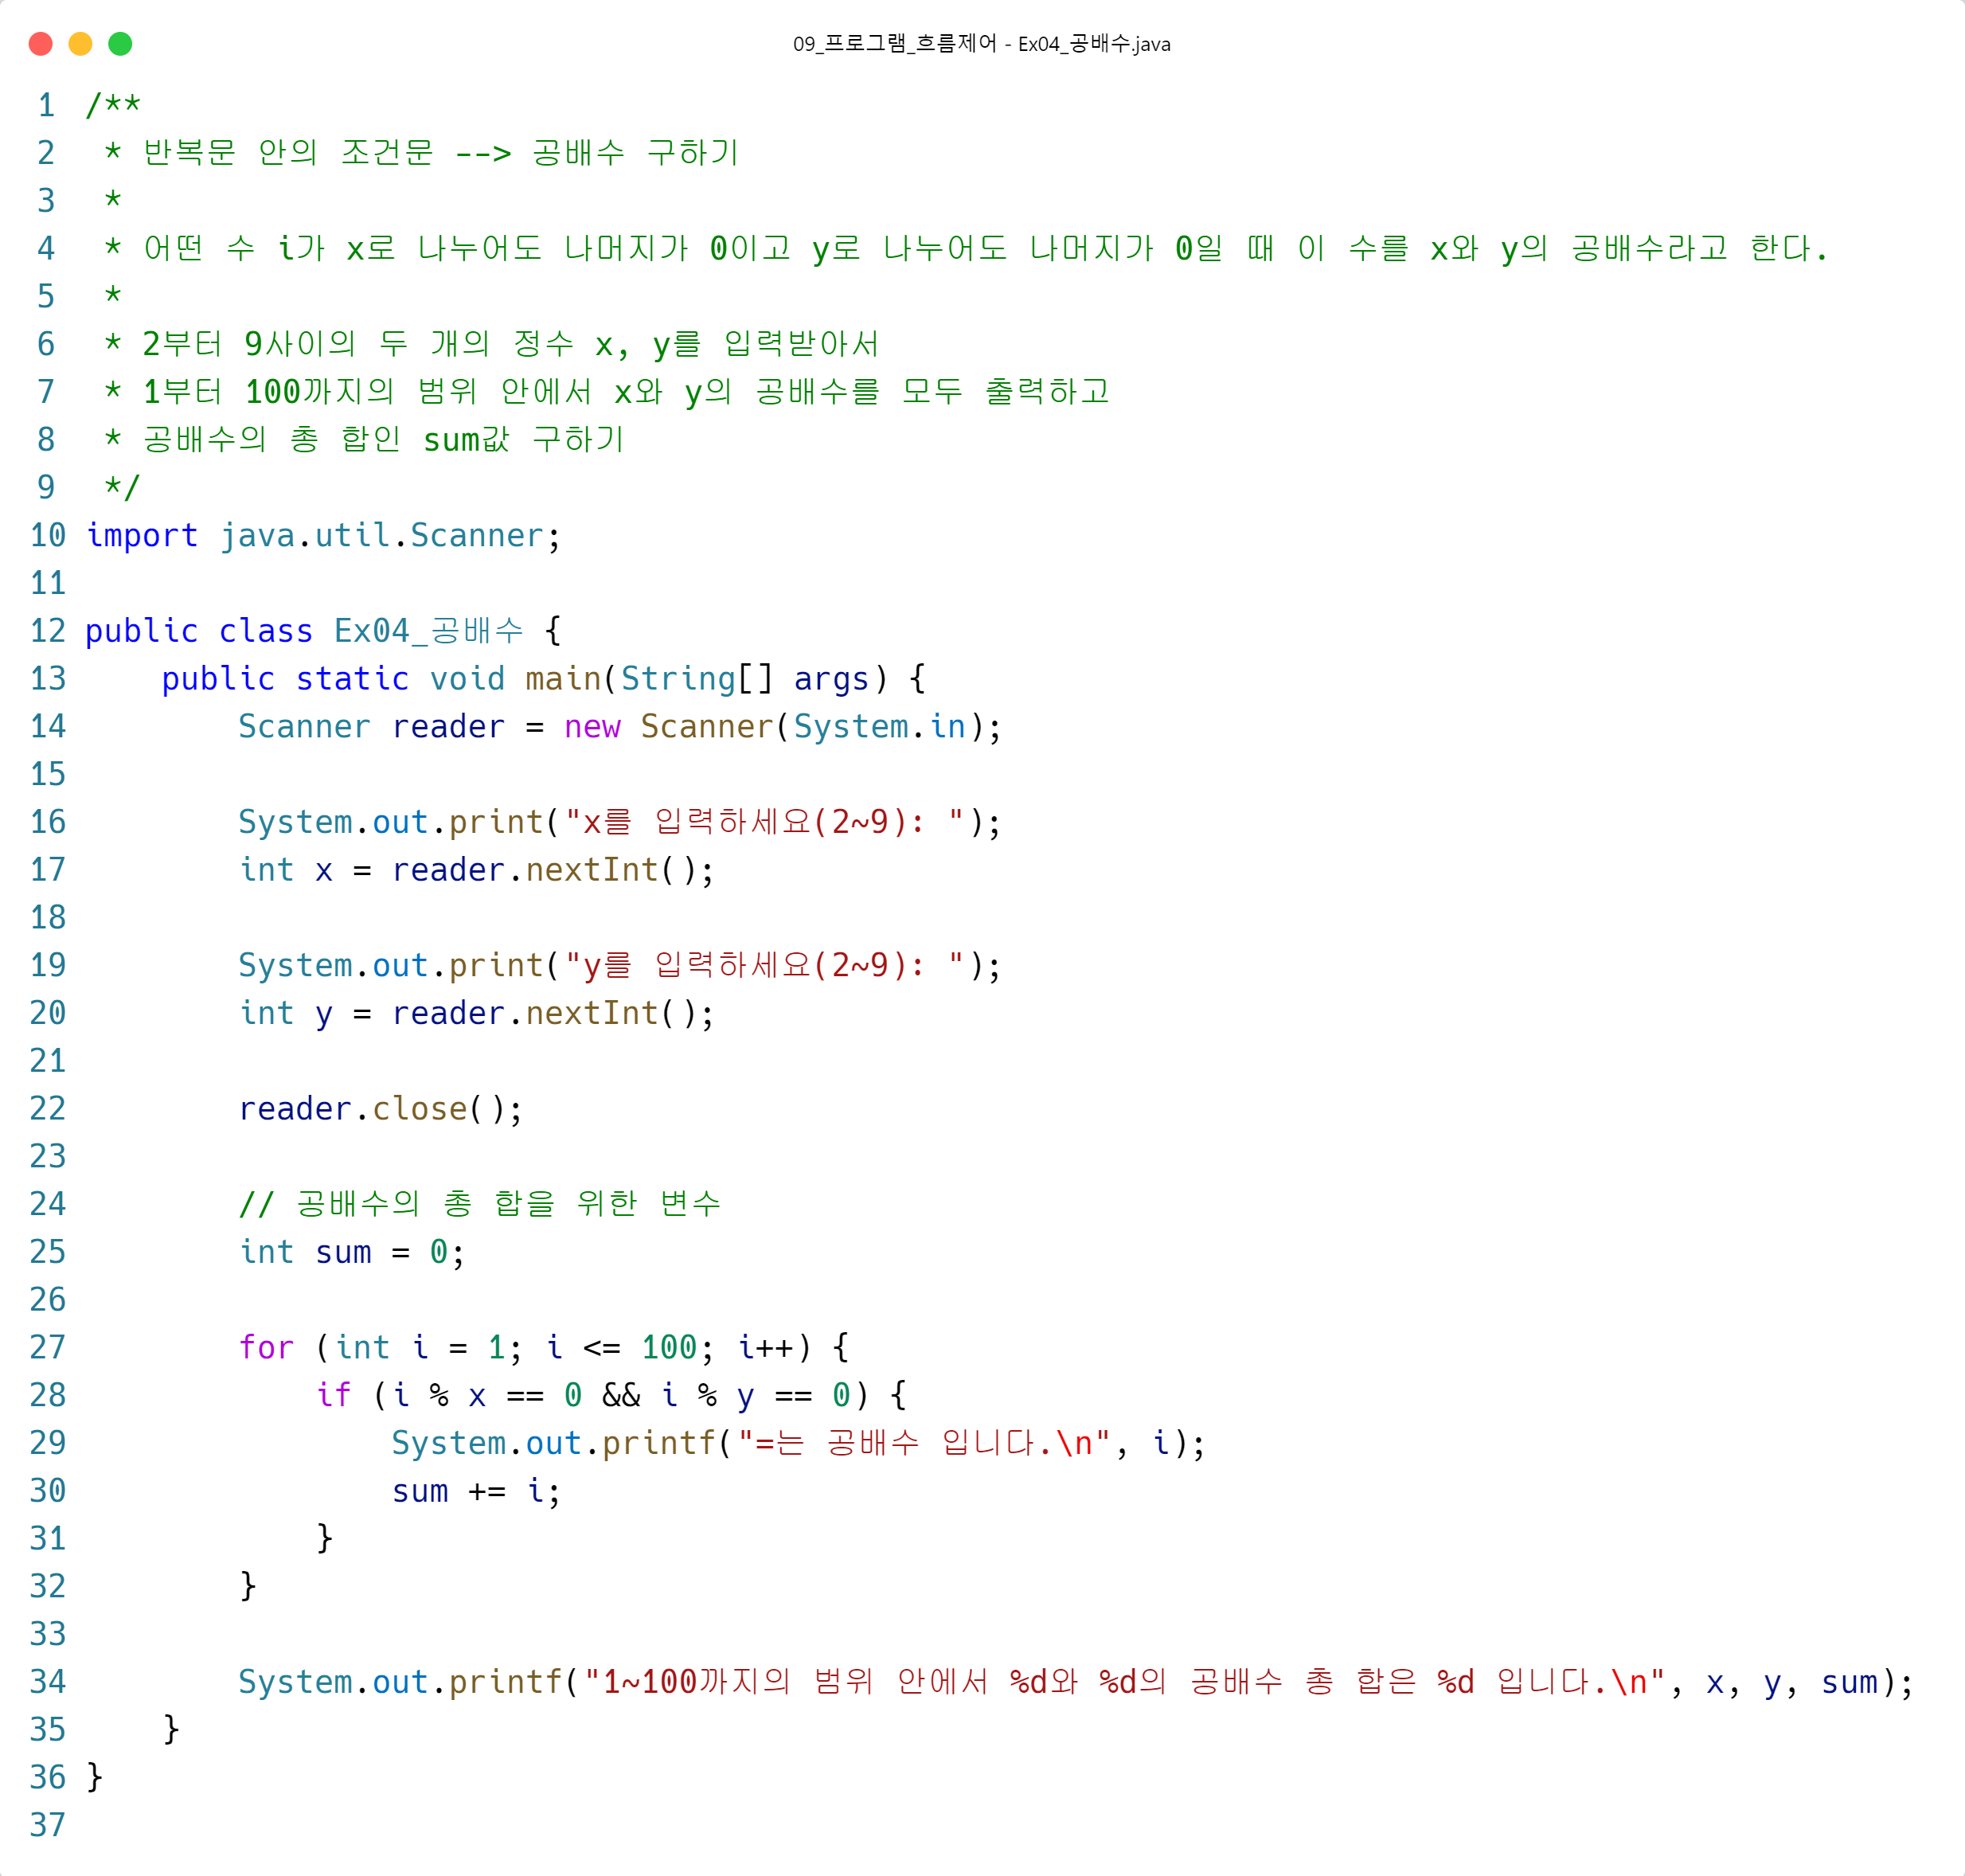 09_프로그램_흐름제어 - Ex04_공배수.java
1 /**
2  * 반복문 안의 조건문 --> 공배수 구하기
3  *
4  * 어떤 수 i가 x로 나누어도 나머지가 0이고 y로 나누어도 나머지가 0일 때 이 수를 x와 y의 공배수라고 한다.
5  *
6  * 2부터 9사이의 두 개의 정수 x, y를 입력받아서
7  * 1부터 100까지의 범위 안에서 x와 y의 공배수를 모두 출력하고
8  * 공배수의 총 합인 sum값 구하기
9  */
10 import java.util.Scanner;
11
12 public class Ex04_공배수 {
13     public static void main(String[] args) {
14         Scanner reader = new Scanner(System.in);
15
16         System.out.print("x를 입력하세요(2~9): ");
17         int x = reader.nextInt();
18
19         System.out.print("y를 입력하세요(2~9): ");
20         int y = reader.nextInt();
21
22         reader.close();
23
24         // 공배수의 총 합을 위한 변수
25         int sum = 0;
26
27         for (int i = 1; i <= 100; i++) {
28             if (i % x == 0 && i % y == 0) {
29                 System.out.printf("=는 공배수 입니다.\n", i);
30                 sum += i;
31             }
32         }
33
34         System.out.printf("1~100까지의 범위 안에서 %d와 %d의 공배수 총 합은 %d 입니다.\n", x, y, sum);
35     }
36 }
37